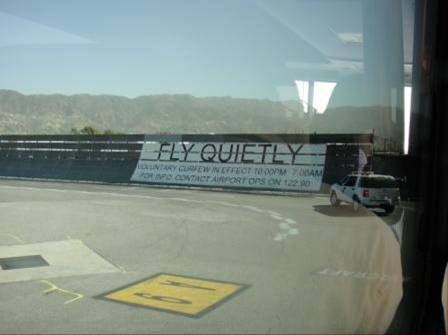 FLY QUIETLY
VOLUNTARY CURFEW IN EFFECT 10:00PM - 7:00AM
FOR INFO CONTACT AIRPORT OPS ON 122.90